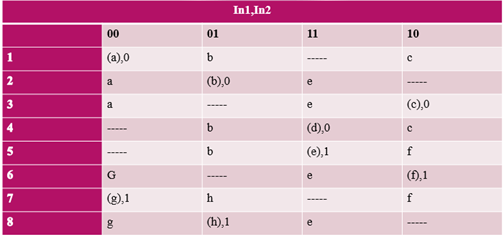 In1,In2
00 01 11 10
1 (a),0 b ----- c
2 a (b),0 e -----
3 a ----- e (c),0
4 ----- b (d),0 c
5 ----- b (e),1 f
6 G ----- e (f),1
7 (g),1 h ----- f
8 g (h),1 e -----